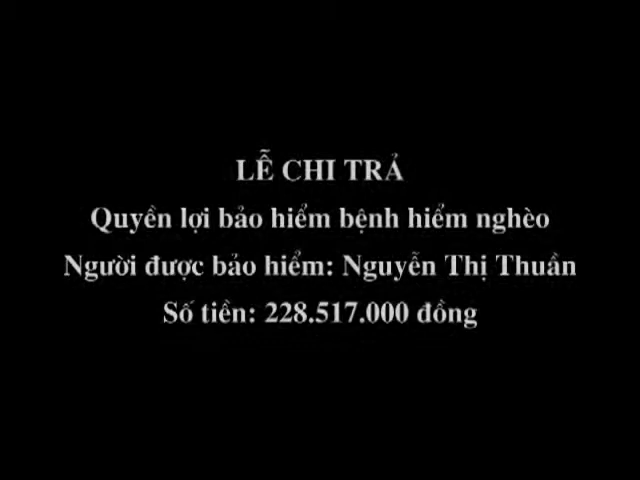 LỄ CHI TRẢ
Quyền lợi bảo hiểm bệnh hiểm nghèo
Người được bảo hiểm: Nguyễn Thị Thuần
Số tiền: 228.517.000 đồng